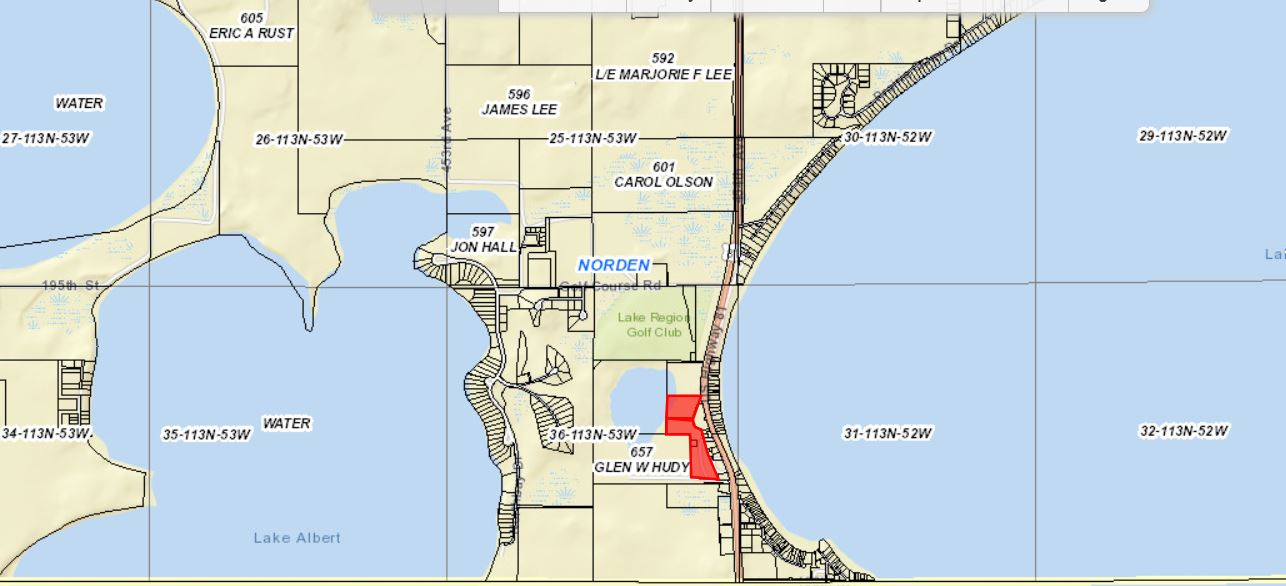 605
ERIC A RUST
592
L/E MARJORIE F LEE
WATER
596
JAMES LEE
453rd Ave
27-113N-53W
26-113N-53W
25-113N-53W
30-113N-52W
29-113N-52W
601
CAROL OLSON
597
JON HALL
NORDEN
195th St
Golf Course Rd
Lake Region
Golf Club
WATER
34-113N-53W
35-113N-53W
36-113N-53W
31-113N-52W
32-113N-52W
657
GLEN W HUDY
Lake Albert